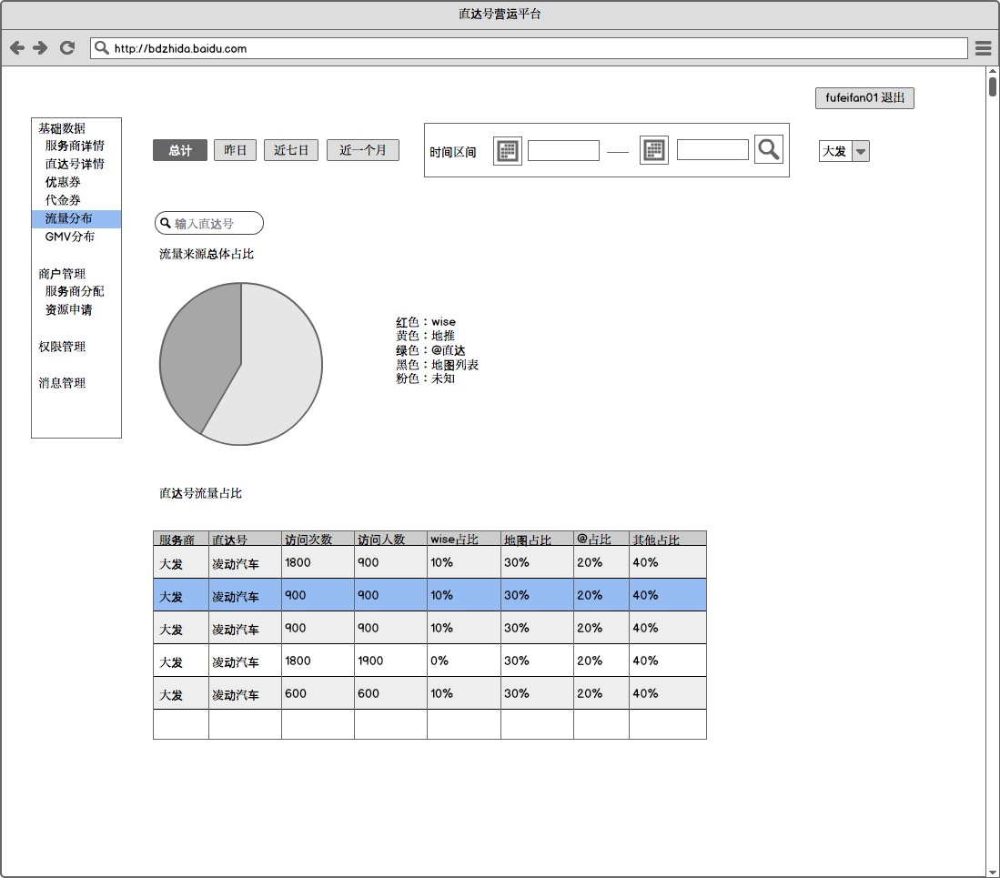 直达号营运平台
http://bdzhida.baidu.com
fufeifan01 退出
基础数据
服务商详情
直达号详情
优惠券
代金券
流量分布
GMV分布
商户管理
服务商分配
资源申请
权限管理
消息管理
总计 昨日 近七日 近一个月 时间区间 大发
输入直达号
流量来源总体占比
红色：wise
黄色：地推
绿色：@直达
黑色：地图列表
粉色：未知
直达号流量占比
服务商 直达号 访问次数 访问人数 wise占比 地图占比 @占比 其他占比
大发 凌动汽车 1800 900 10% 30% 20% 40%
大发 凌动汽车 900 900 10% 30% 20% 40%
大发 凌动汽车 900 900 10% 30% 20% 40%
大发 凌动汽车 1800 1900 0% 30% 20% 40%
大发 凌动汽车 600 600 10% 30% 20% 40%